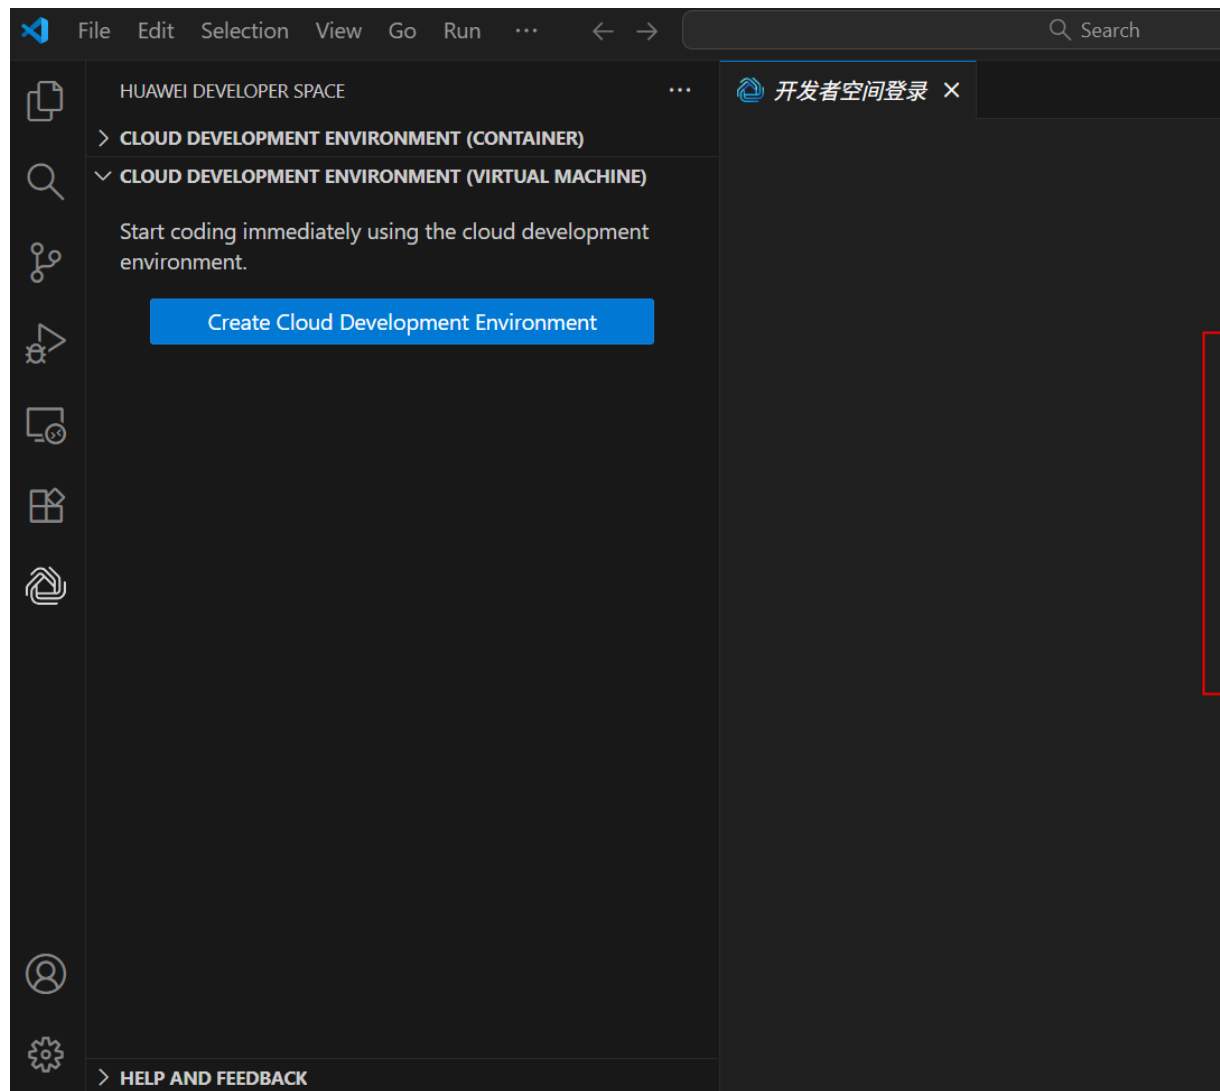 File Edit Selection View Go Run ··· Search
HUAWEI DEVELOPER SPACE ···
开发者空间登录
CLOUD DEVELOPMENT ENVIRONMENT (CONTAINER)
CLOUD DEVELOPMENT ENVIRONMENT (VIRTUAL MACHINE)
Start coding immediately using the cloud development
environment.
Create Cloud Development Environment
HELP AND FEEDBACK